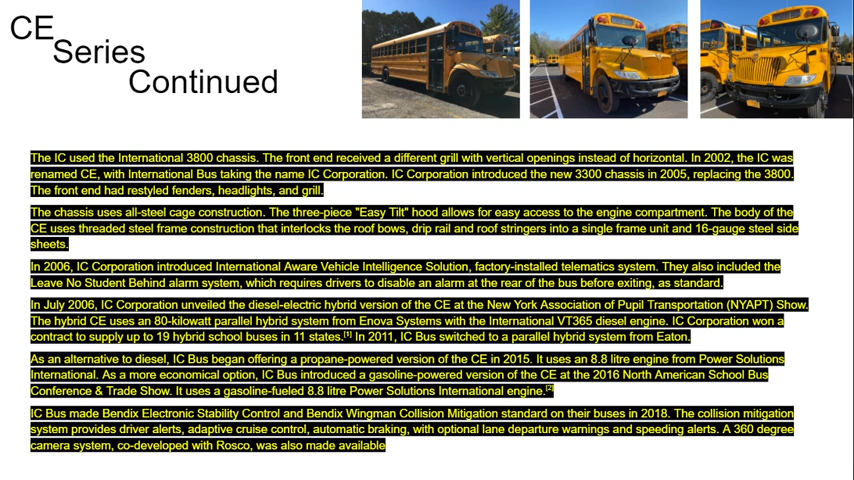 CE
Series
Continued
The IC used the International 3800 chassis. The front end received a different grill with vertical openings instead of horizontal. In 2002, the IC was
renamed CE, with International Bus taking the name IC Corporation. IC Corporation introduced the new 3300 chassis in 2005, replacing the 3800.
The front end had restyled fenders, headlights, and grill.
The chassis uses all-steel cage construction. The three-piece "Easy Tilt" hood allows for easy access to the engine compartment. The body of the
CE uses threaded steel frame construction that interlocks the roof bows, drip rail and roof stringers into a single frame unit and 16-gauge steel side
sheets.
In 2006, IC Corporation introduced International Aware Vehicle Intelligence Solution, factory-installed telematics system. They also included the
Leave No Student Behind alarm system, which requires drivers to disable an alarm at the rear of the bus before exiting, as standard.
In July 2006, IC Corporation unveiled the diesel-electric hybrid version of the CE at the New York Association of Pupil Transportation (NYAPT) Show.
The hybrid CE uses an 80-kilowatt parallel hybrid system from Enova Systems with the International VT365 diesel engine. IC Corporation won a
contract to supply up to 19 hybrid school buses in 11 states.[1] In 2011, IC Bus switched to a parallel hybrid system from Eaton.
As an alternative to diesel, IC Bus began offering a propane-powered version of the CE in 2015. It uses an 8.8 litre engine from Power Solutions
International. As a more economical option, IC Bus introduced a gasoline-powered version of the CE at the 2016 North American School Bus
Conference & Trade Show. It uses a gasoline-fueled 8.8 litre Power Solutions International engine.[2]
IC Bus made Bendix Electronic Stability Control and Bendix Wingman Collision Mitigation standard on their buses in 2018. The collision mitigation
system provides driver alerts, adaptive cruise control, automatic braking, with optional lane departure warnings and speeding alerts. A 360 degree
camera system, co-developed with Rosco, was also made available